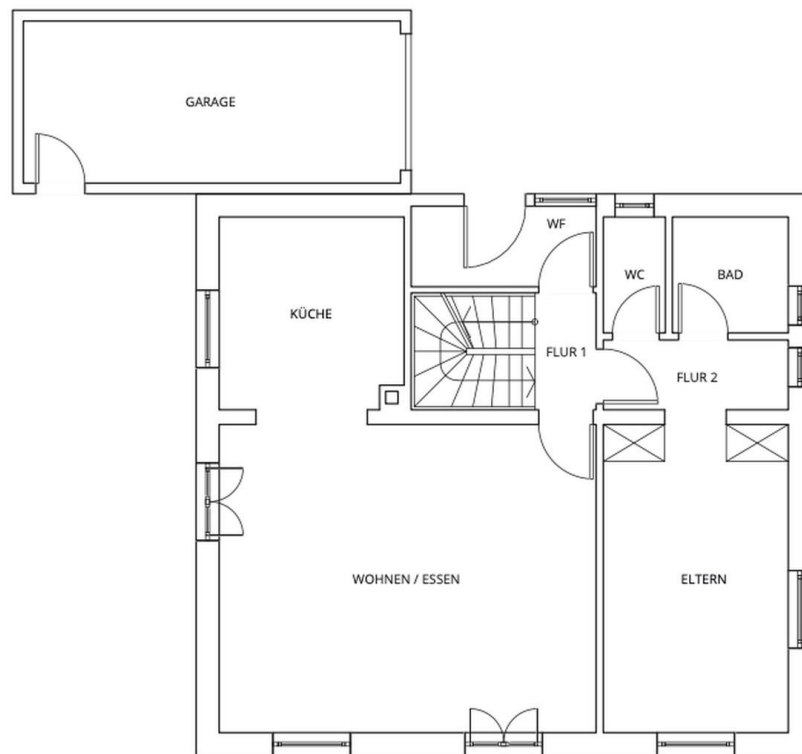 GARAGE
WF
WC
BAD
KÜCHE
FLUR 1
FLUR 2
WOHNEN / ESSEN
ELTERN